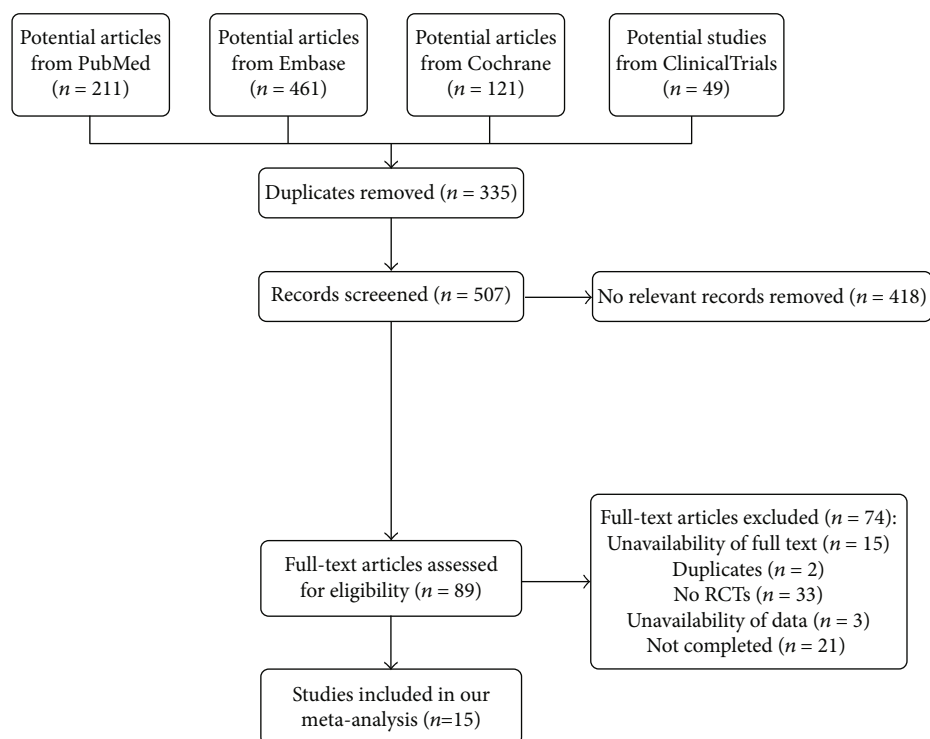 Potential articles
from PubMed
(n = 211)
Potential articles
from Embase
(n = 461)
Potential articles
from Cochrane
(n = 121)
Potential studies
from ClinicalTrials
(n = 49)
Duplicates removed (n = 335)
Records screeened (n = 507)
No relevant records removed (n = 418)
Full-text articles assessed
for eligibility (n = 89)
Full-text articles excluded (n = 74):
Unavailability of full text (n = 15)
Duplicates (n = 2)
No RCTs (n = 33)
Unavailability of data (n = 3)
Not completed (n = 21)
Studies included in our
meta-analysis (n=15)